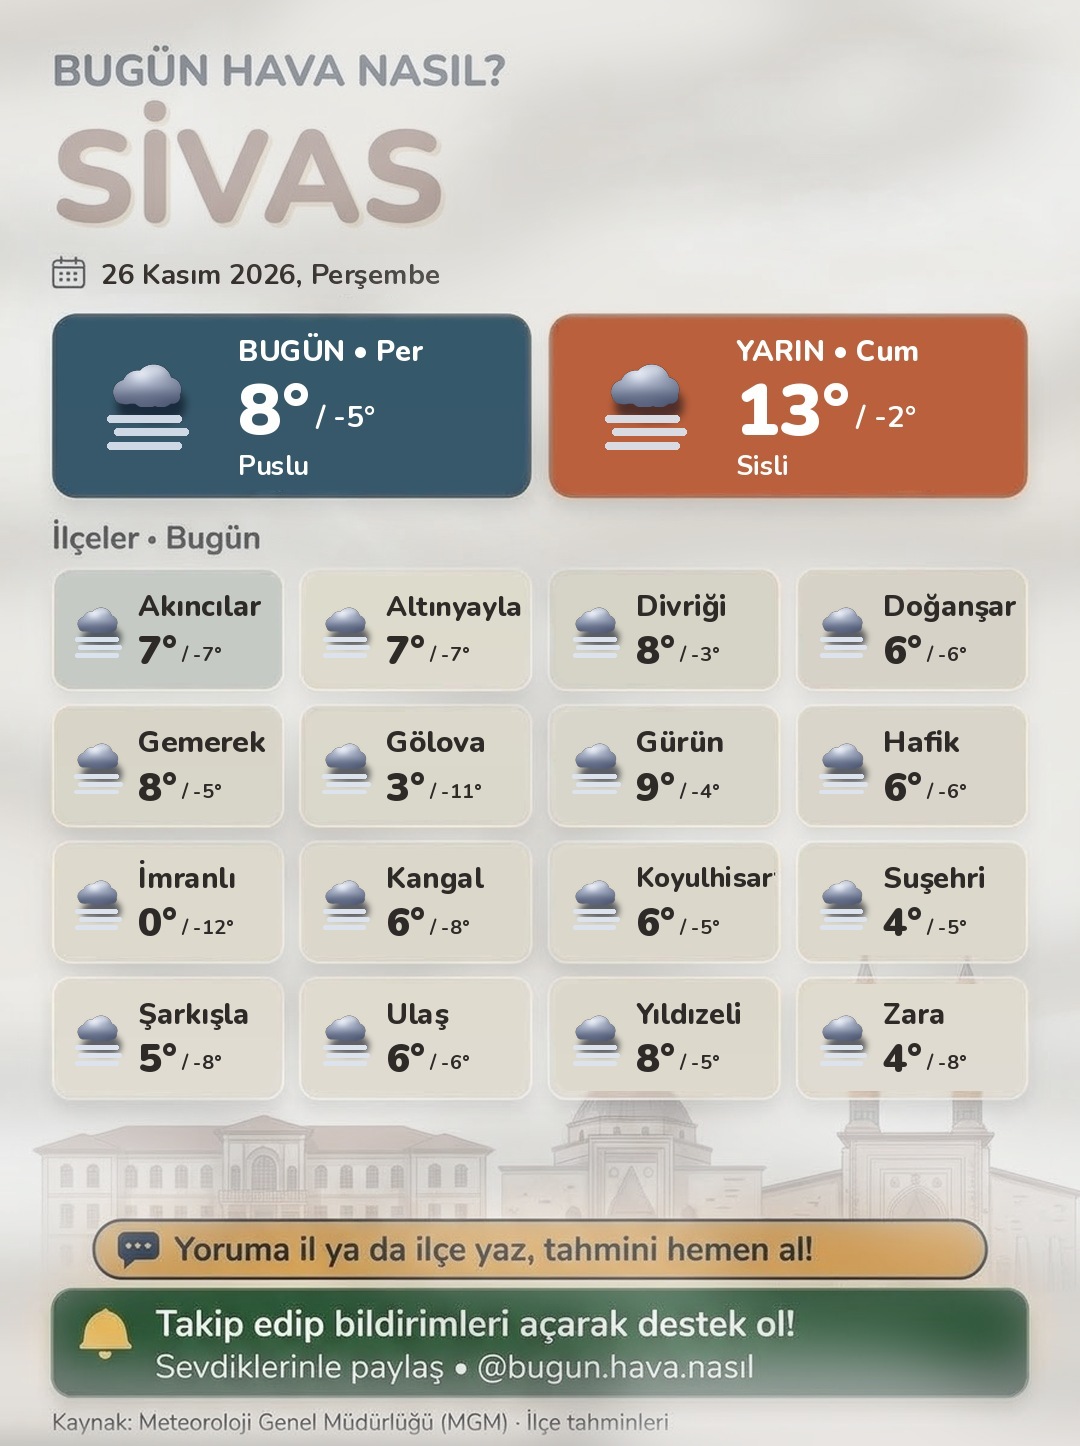 BUGÜN HAVA NASIL?
SİVAS
26 Kasım 2026, Perşembe
BUGÜN • Per
8° / -5°
Puslu
YARIN • Cum
13° / -2°
Sisli
İlçeler • Bugün
Akıncılar
7° / -7°
Altınyayla
7° / -7°
Divriği
8° / -3°
Doğanşar
6° / -6°
Gemerek
8° / -5°
Gölova
3° / -11°
Gürün
9° / -4°
Hafik
6° / -6°
İmranlı
0° / -12°
Kangal
6° / -8°
Koyulhisar
6° / -5°
Suşehri
4° / -5°
Şarkışla
5° / -8°
Ulaş
6° / -6°
Yıldızeli
8° / -5°
Zara
4° / -8°
Yoruma il ya da ilçe yaz, tahmini hemen al!
Takip edip bildirimleri açarak destek ol!
Sevdiklerinle paylaş • @bugun.hava.nasıl
Kaynak: Meteoroloji Genel Müdürlüğü (MGM) · İlçe tahminleri